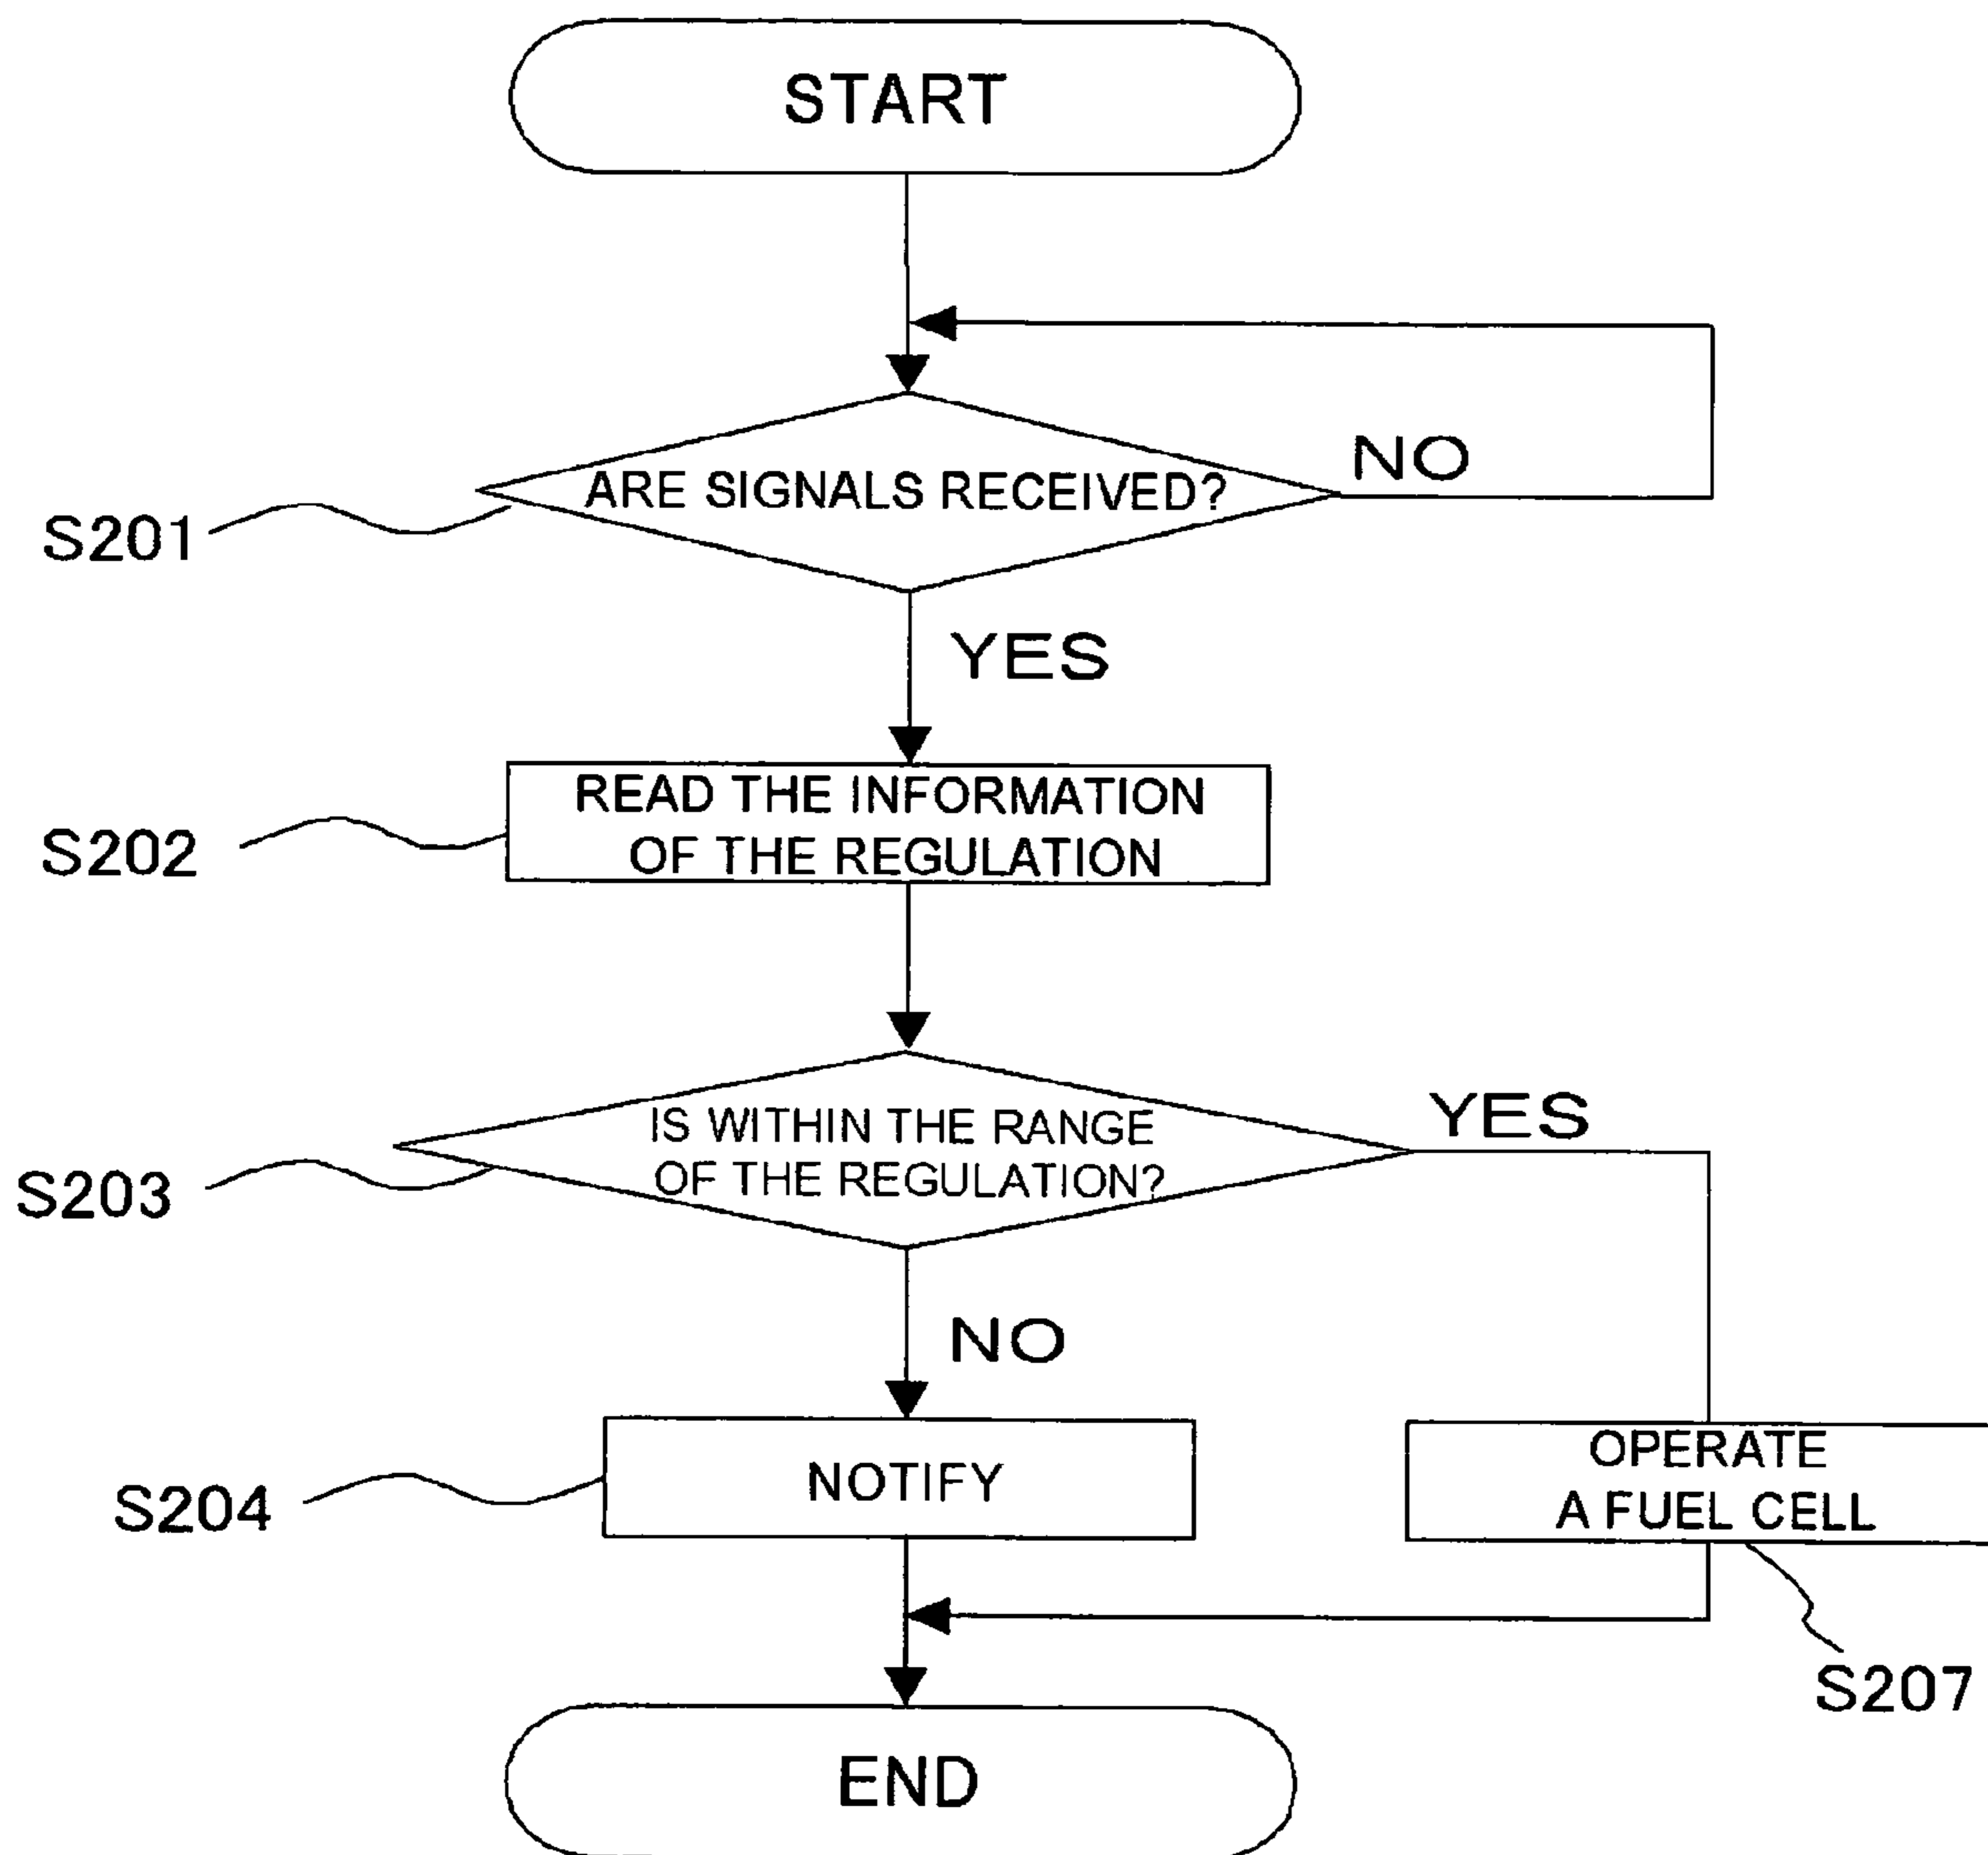 START
NO
ARE SIGNALS RECEIVED?
S201
YES
READ THE INFORMATION
OF THE REGULATION
S202
YES
IS WITHIN THE RANGE
OF THE REGULATION?
S203
NO
NOTIFY
S204
OPERATE
A FUEL CELL
S207
END